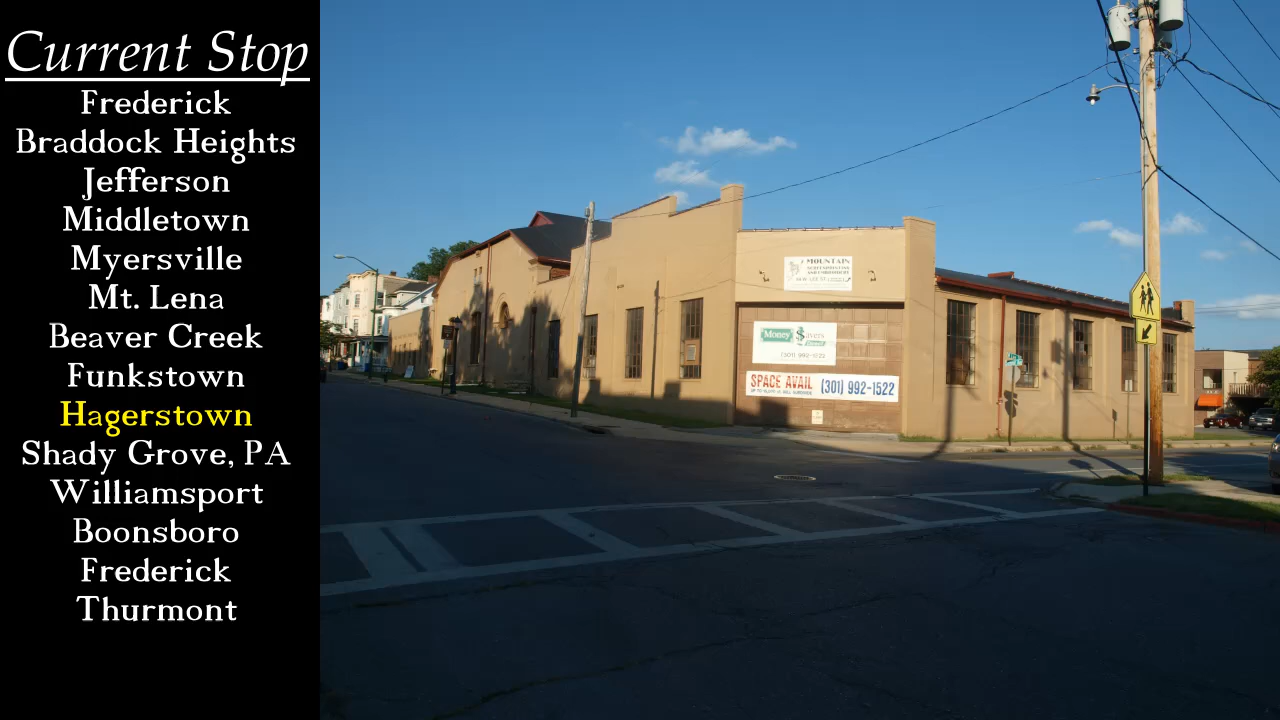 Current Stop
Frederick
Braddock Heights
Jefferson
Middletown
Myersville
Mt. Lena
Beaver Creek
Funkstown
Hagerstown
Shady Grove, PA
Williamsport
Boonsboro
Frederick
Thurmont
MOUNTAIN
Money $avers
(301) 992-1522
SPACE AVAIL (301) 992-1522